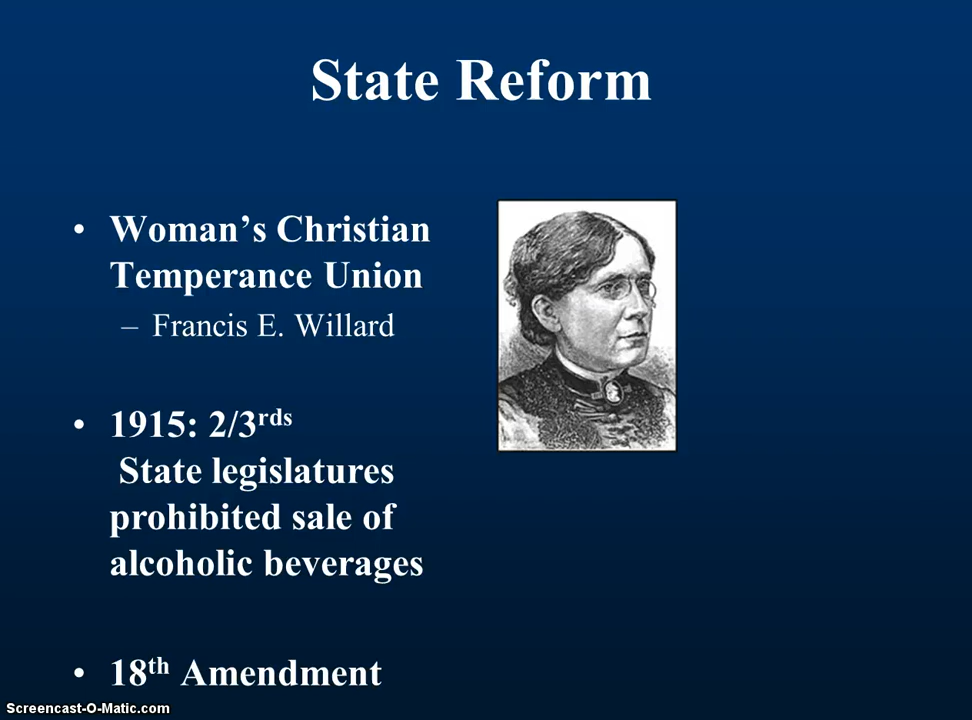 State Reform
• Woman’s Christian
Temperance Union
– Francis E. Willard
• 1915: 2/3rds
State legislatures
prohibited sale of
alcoholic beverages
• 18th Amendment
Screencast-O-Matic.com